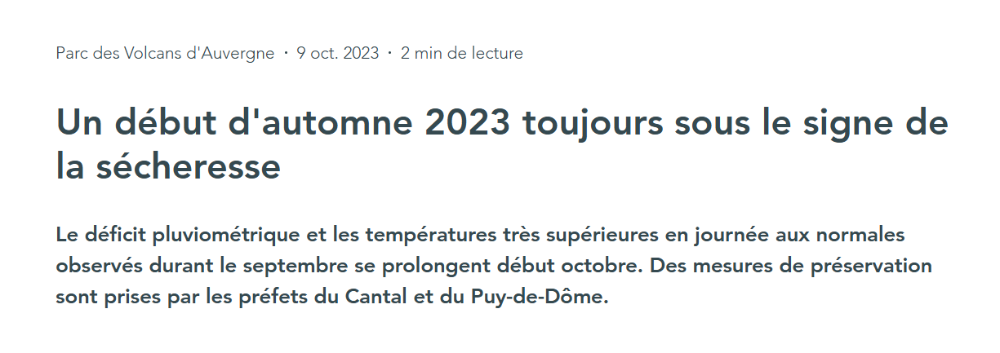 Parc des Volcans d'Auvergne · 9 oct. 2023 · 2 min de lecture
Un début d'automne 2023 toujours sous le signe de
la sécheresse
Le déficit pluviométrique et les températures très supérieures en journée aux normales
observés durant le septembre se prolongent début octobre. Des mesures de préservation
sont prises par les préfets du Cantal et du Puy-de-Dôme.